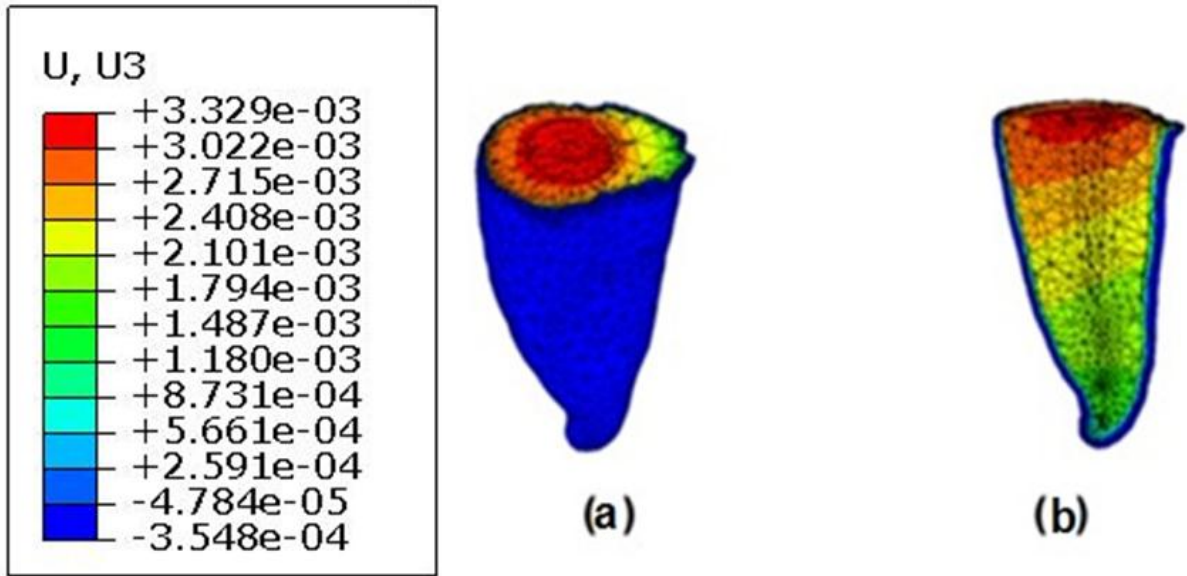 U, U3
+3.329e-03
+3.022e-03
+2.715e-03
+2.408e-03
+2.101e-03
+1.794e-03
+1.487e-03
+1.180e-03
+8.731e-04
+5.661e-04
+2.591e-04
-4.784e-05
-3.548e-04
(a)
(b)